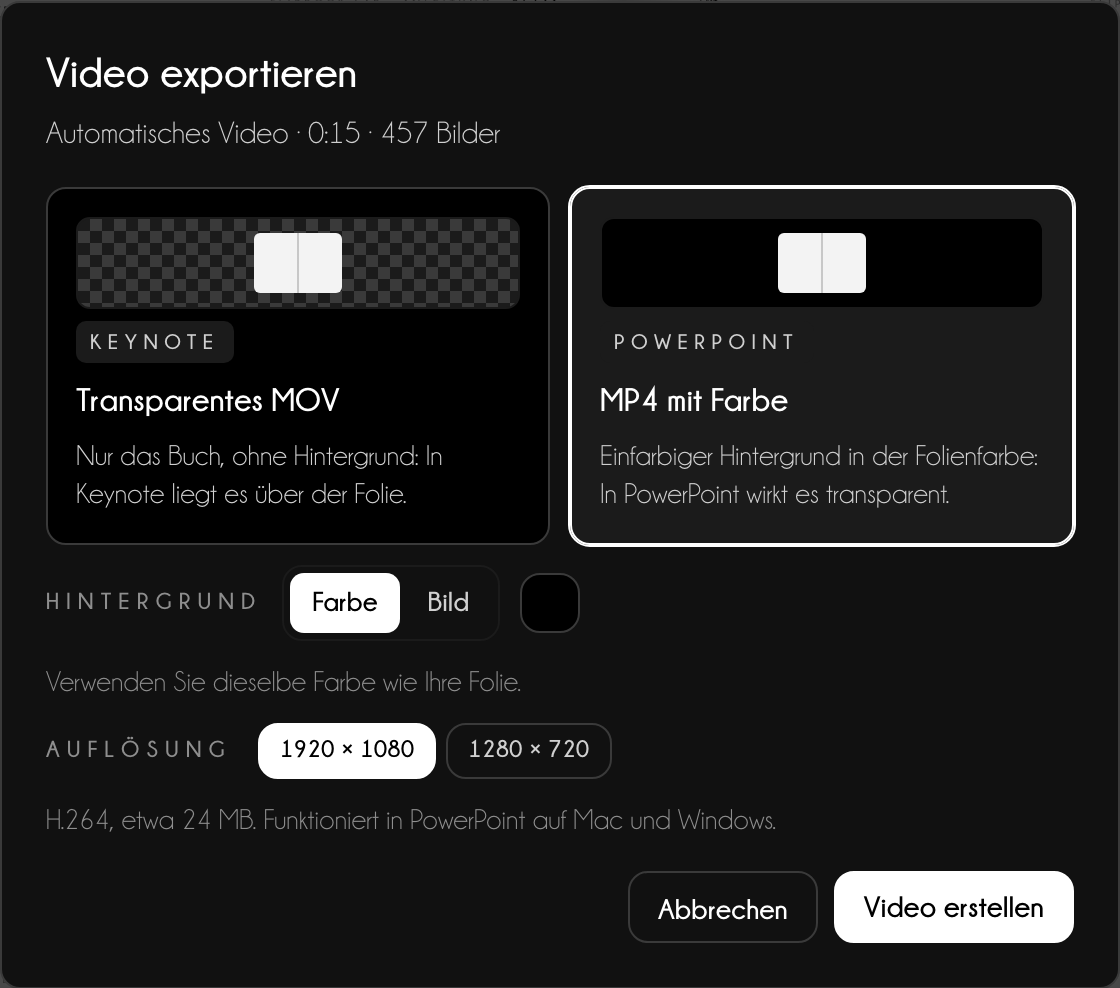 Video exportieren
Automatisches Video · 0:15 · 457 Bilder
KEYNOTE
Transparentes MOV
Nur das Buch, ohne Hintergrund: In
Keynote liegt es über der Folie.
POWERPOINT
MP4 mit Farbe
Einfarbiger Hintergrund in der Folienfarbe:
In PowerPoint wirkt es transparent.
HINTERGRUND Farbe Bild
Verwenden Sie dieselbe Farbe wie Ihre Folie.
AUFLÖSUNG 1920 × 1080 1280 × 720
H.264, etwa 24 MB. Funktioniert in PowerPoint auf Mac und Windows.
Abbrechen Video erstellen